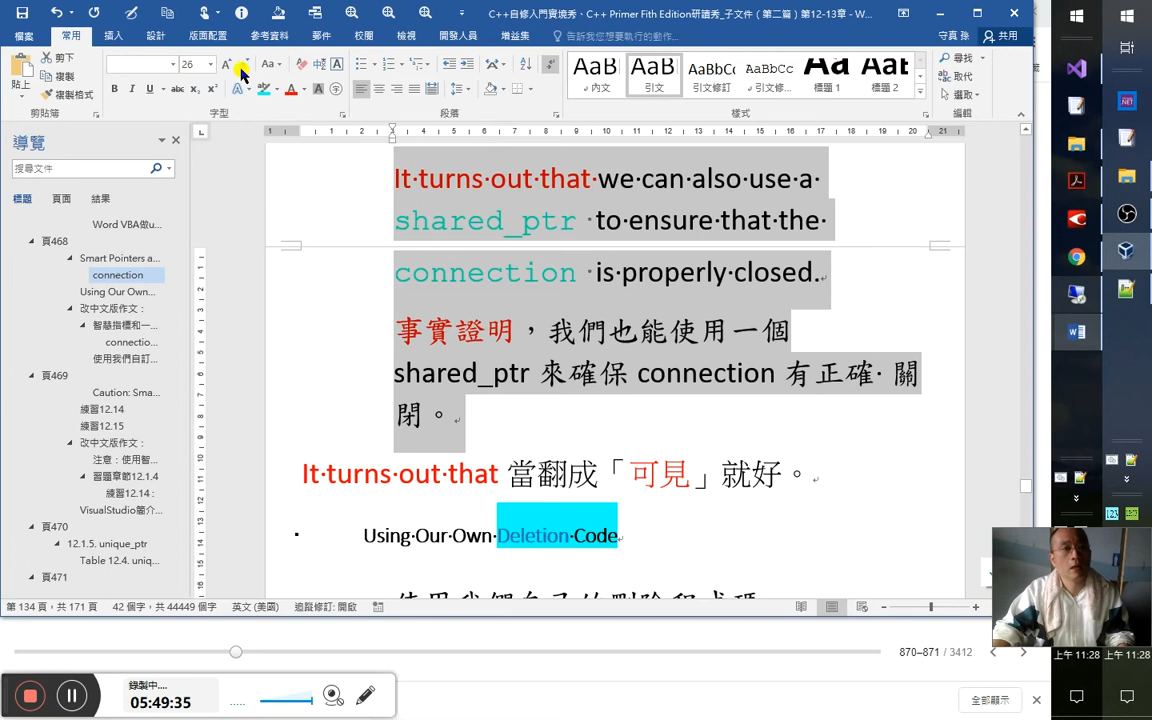 C++自修入門實境秀、C++ Primer Fith Edition研讀秀_子文件（第二篇）第12-13章 - W...
檔案 常用 插入 設計 版面配置 參考資料 郵件 校閱 檢視 開發人員 增益集 告訴我您想要執行的動作... 守真 孫 共用
貼上
剪下
複製
複製格式
剪貼簿
26
字型
段落
AaB 內文
AaB 引文
AaBbC 引文修訂
AaBbC 引文修...
Aa 標題 1
Aat 標題 2
樣式
尋找
取代
選取
編輯
導覽
搜尋文件
標題 頁面 結果
Word VBA做u...
頁468
Smart Pointers a...
connection
Using Our Own...
改中文版作文：
智慧指標和一...
connectio...
使用我們自訂...
頁469
Caution: Sma...
練習12.14
練習12.15
改中文版作文：
注意：使用智...
習題章節12.1.4
練習12.14：
VisualStudio簡介...
頁470
12.1.5. unique_ptr
Table 12.4. uniq...
頁471
It turns out that we can also use a
shared_ptr to ensure that the
connection is properly closed.
事實證明，我們也能使用一個
shared_ptr 來確保 connection 有正確 關
閉。
It turns out that 當翻成「可見」就好。
Using Our Own Deletion Code
第 134 頁，共 171 頁 42 個字，共 44449 個字 英文 (美國) 追蹤修訂: 開啟
870–871 / 3412
上午 11:28 上午 11:28
錄製中....
05:49:35
全部顯示